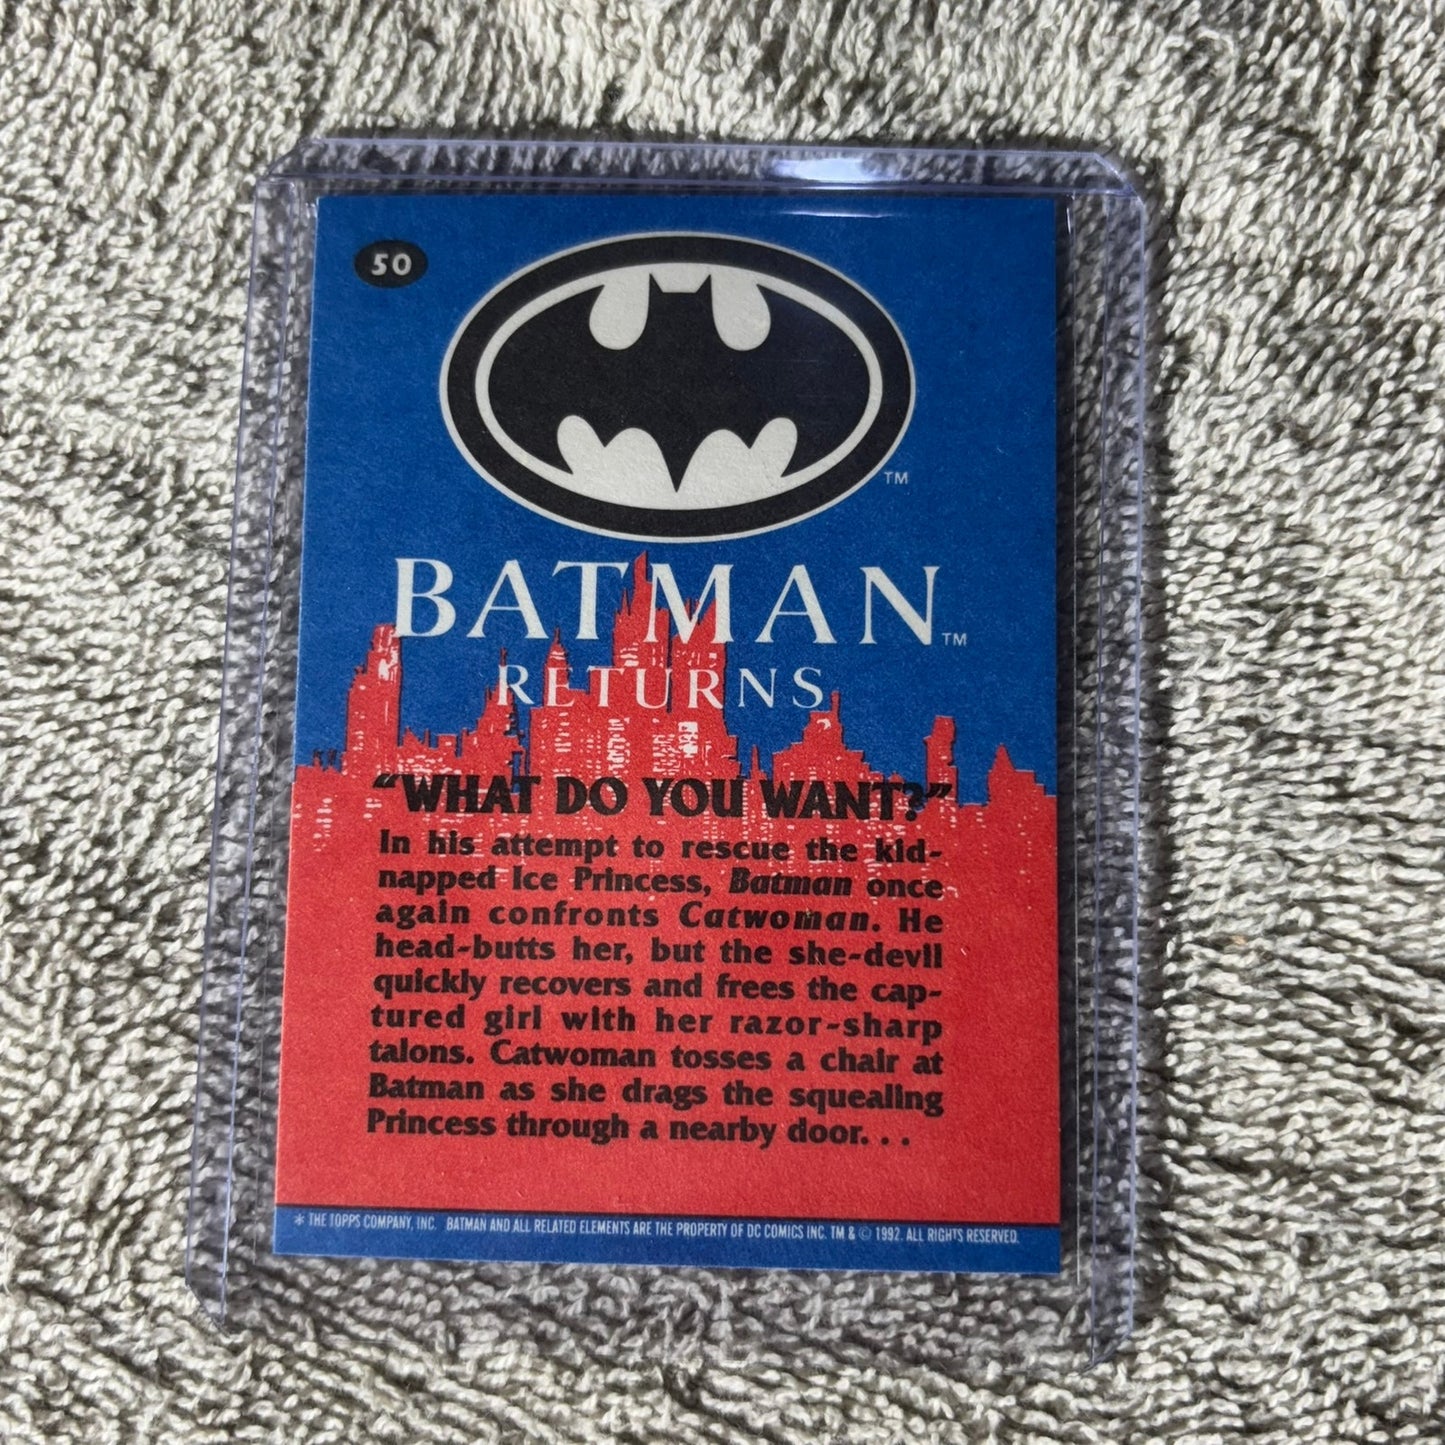 50
TM
BATMAN TM
RETURNS
“WHAT DO YOU WANT?”
In his attempt to rescue the kid-
napped Ice Princess, Batman once
again confronts Catwoman. He
head-butts her, but the she-devil
quickly recovers and frees the cap-
tured girl with her razor-sharp
talons. Catwoman tosses a chair at
Batman as she drags the squealing
Princess through a nearby door. . .
* THE TOPPS COMPANY, INC. BATMAN AND ALL RELATED ELEMENTS ARE THE PROPERTY OF DC COMICS INC. TM & © 1992. ALL RIGHTS RESERVED.